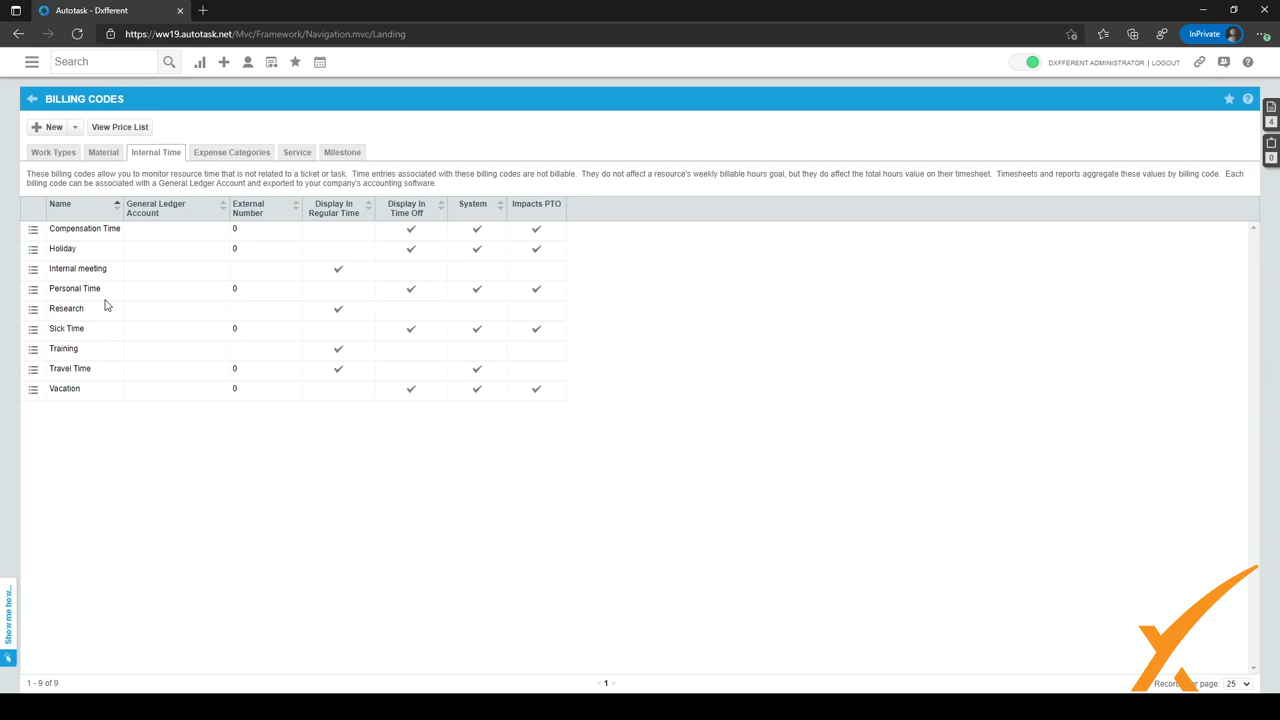 Autotask - Dxfferent
https://ww19.autotask.net/Mvc/Framework/Navigation.mvc/Landing
InPrivate
Search
DXFFERENT ADMINISTRATOR | LOGOUT
BILLING CODES
4
0
New
View Price List
Work Types Material Internal Time Expense Categories Service Milestone
These billing codes allow you to monitor resource time that is not related to a ticket or task. Time entries associated with these billing codes are not billable. They do not affect a resource's weekly billable hours goal, but they do affect the total hours value on their timesheet. Timesheets and reports aggregate these values by billing code. Each
billing code can be associated with a General Ledger Account and exported to your company's accounting software.
Name General Ledger Account External Number Display In Regular Time Display In Time Off System Impacts PTO
Compensation Time 0
Holiday 0
Internal meeting
Personal Time 0
Research
Sick Time 0
Training
Travel Time 0
Vacation 0
Show me how...
1 - 9 of 9
< 1 >
page: 25